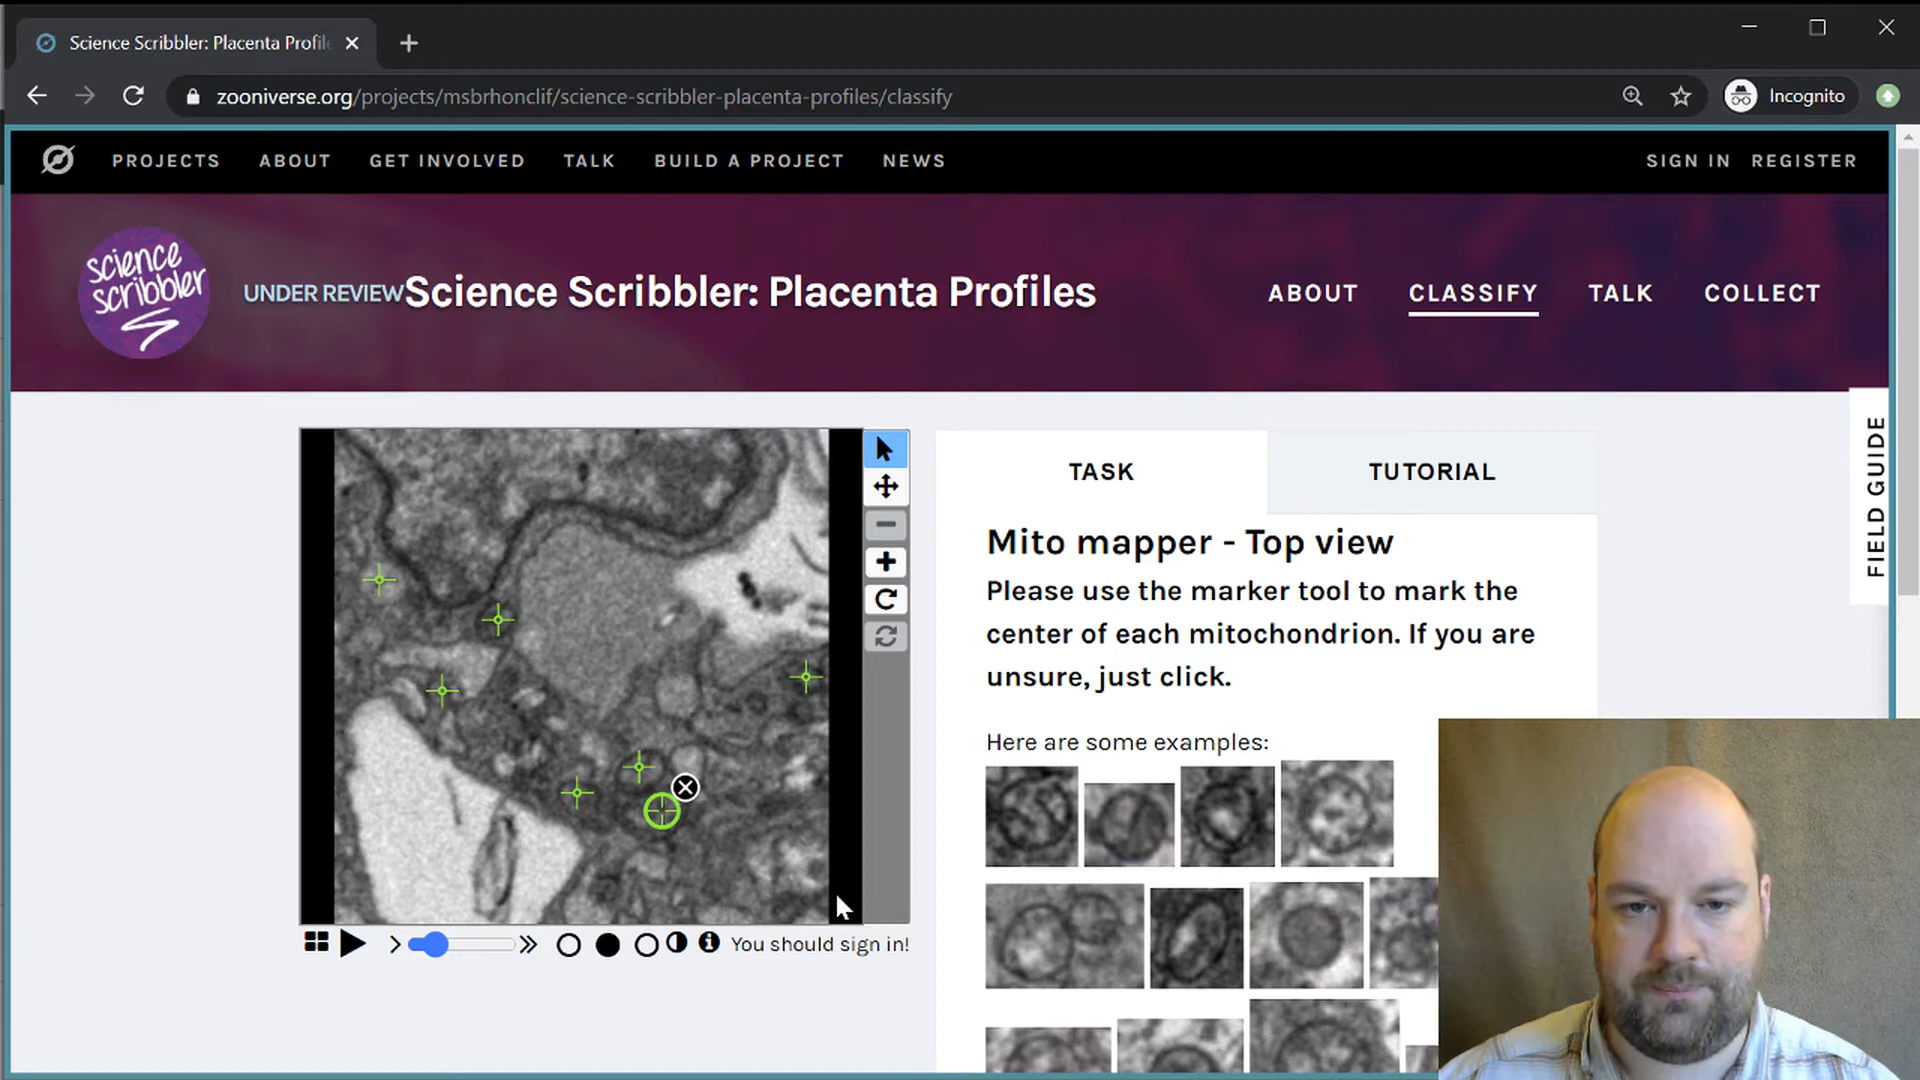 Science Scribbler: Placenta Profil
zooniverse.org/projects/msbrhonclif/science-scribbler-placenta-profiles/classify
Incognito
PROJECTS ABOUT GET INVOLVED TALK BUILD A PROJECT NEWS SIGN IN REGISTER
science
scribbler
UNDER REVIEW Science Scribbler: Placenta Profiles
ABOUT CLASSIFY TALK COLLECT
FIELD GUIDE
TASK TUTORIAL
Mito mapper - Top view
Please use the marker tool to mark the
center of each mitochondrion. If you are
unsure, just click.
Here are some examples:
You should sign in!